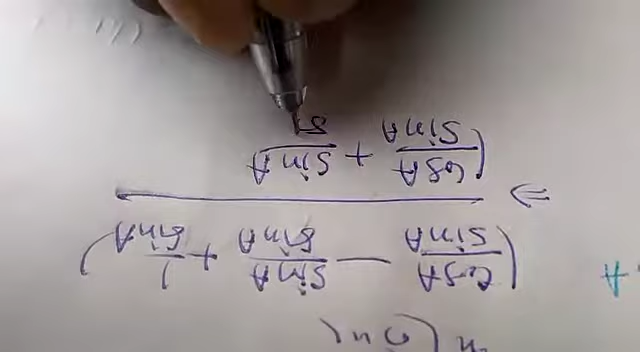 ⇒ (CosA/SinA − SinA/SinA + 1/SinA)
(CosA/SinA + SinA/
A